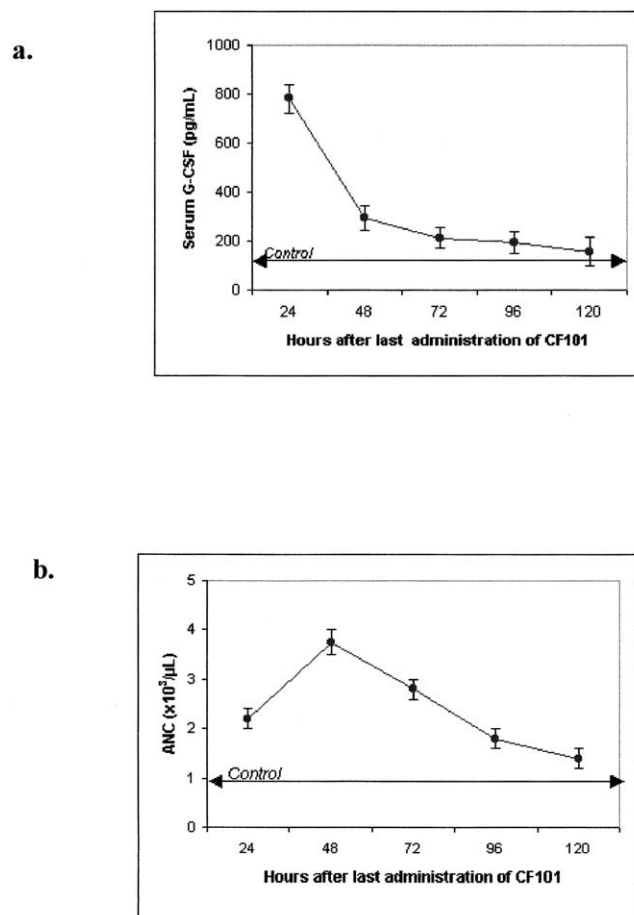 a.
Serum G-CSF (pg/mL)
1000
800
600
400
200
0
Control
24 48 72 96 120
Hours after last administration of CF101
b.
ANC (x10³/µL)
5
4
3
2
1
0
Control
24 48 72 96 120
Hours after last administration of CF101